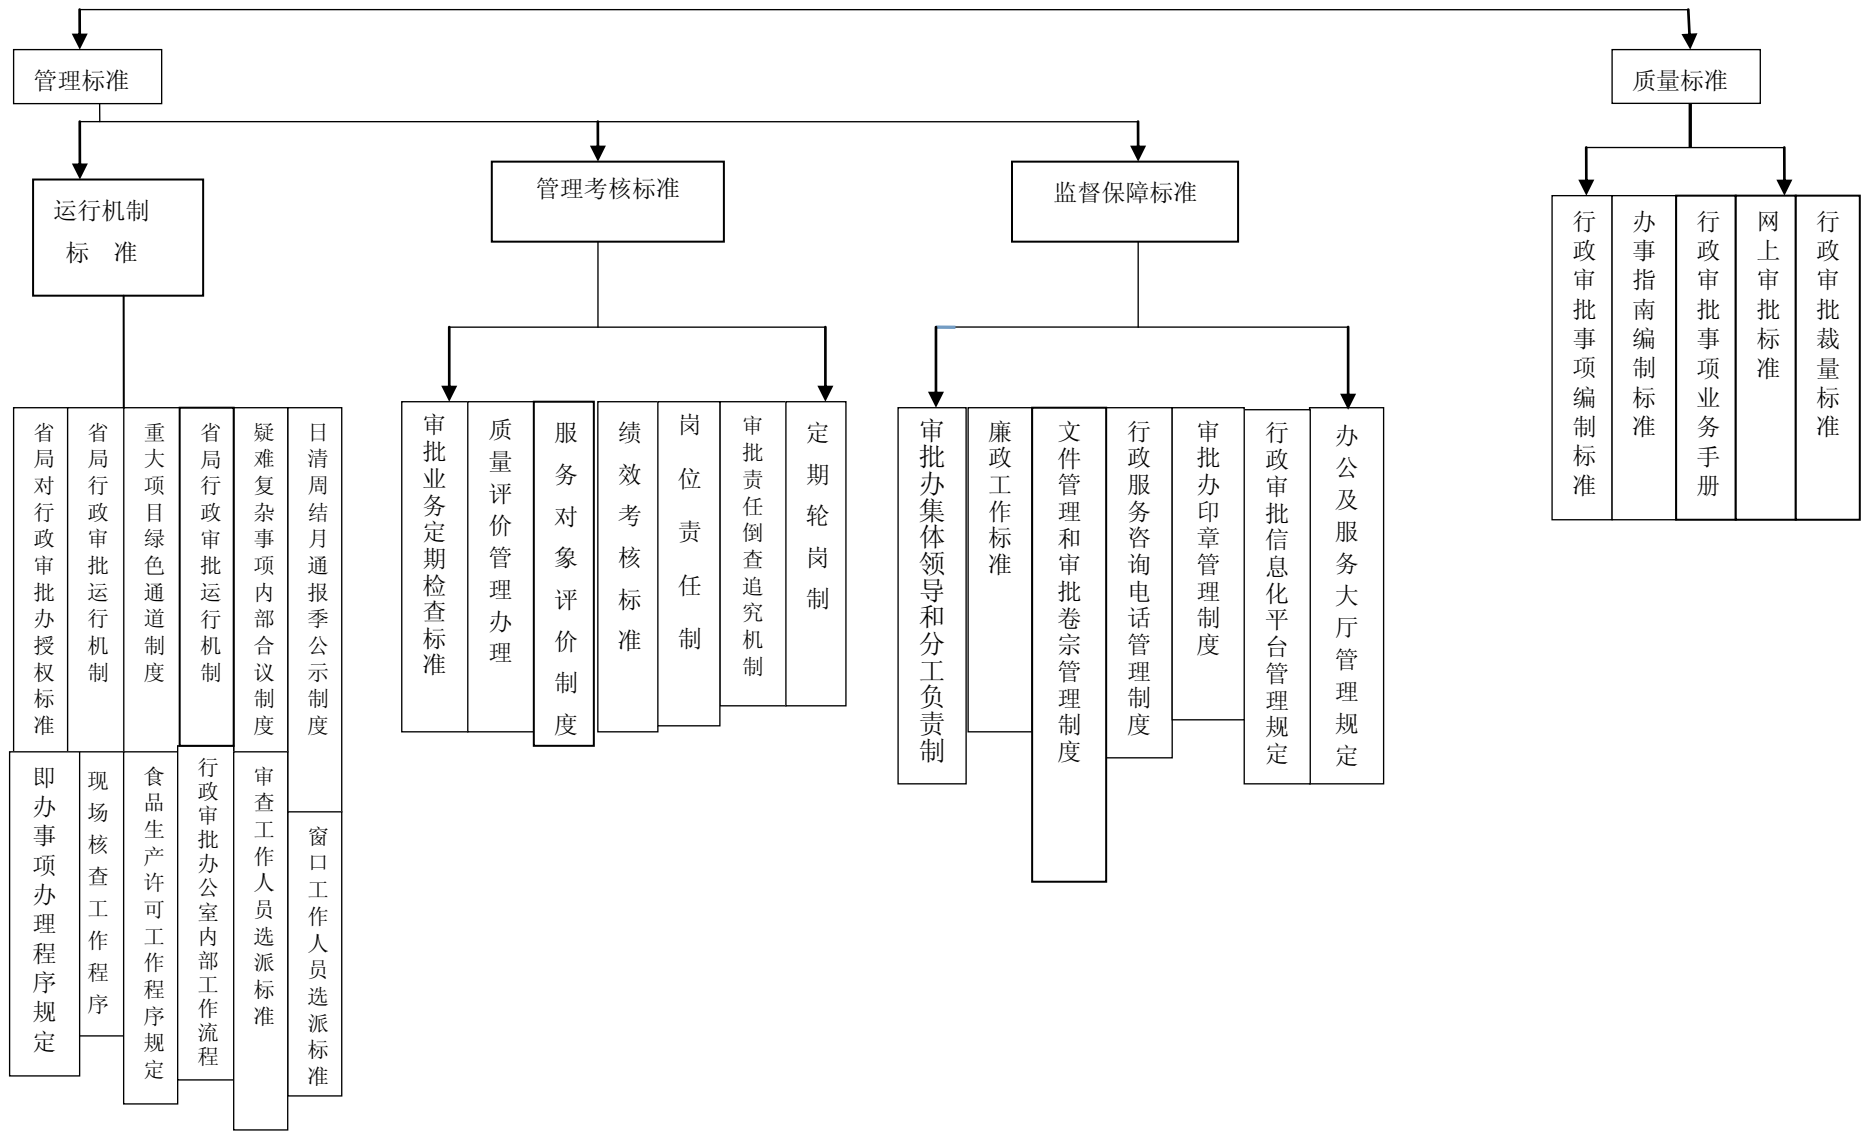 管理标准
质量标准
运行机制
标 准
管理考核标准
监督保障标准
省局对行政审批办授权标准
省局行政审批运行机制
重大项目绿色通道制度
省局行政审批运行机制
疑难复杂事项内部合议制度
日清周结月通报季公示制度
即办事项办理程序规定
现场核查工作程序
食品生产许可工作程序规定
行政审批办公室内部工作流程
审查工作人员选派标准
窗口工作人员选派标准
审批业务定期检查标准
质量评价管理办理
服务对象评价制度
绩效考核标准
岗位责任制
审批责任倒查追究机制
定期轮岗制
审批办集体领导和分工负责制
廉政工作标准
文件管理和审批卷宗管理制度
行政服务咨询电话管理制度
审批办印章管理制度
行政审批信息化平台管理规定
办公及服务大厅管理规定
行政审批事项编制标准
办事指南编制标准
行政审批事项业务手册
网上审批标准
行政审批裁量标准